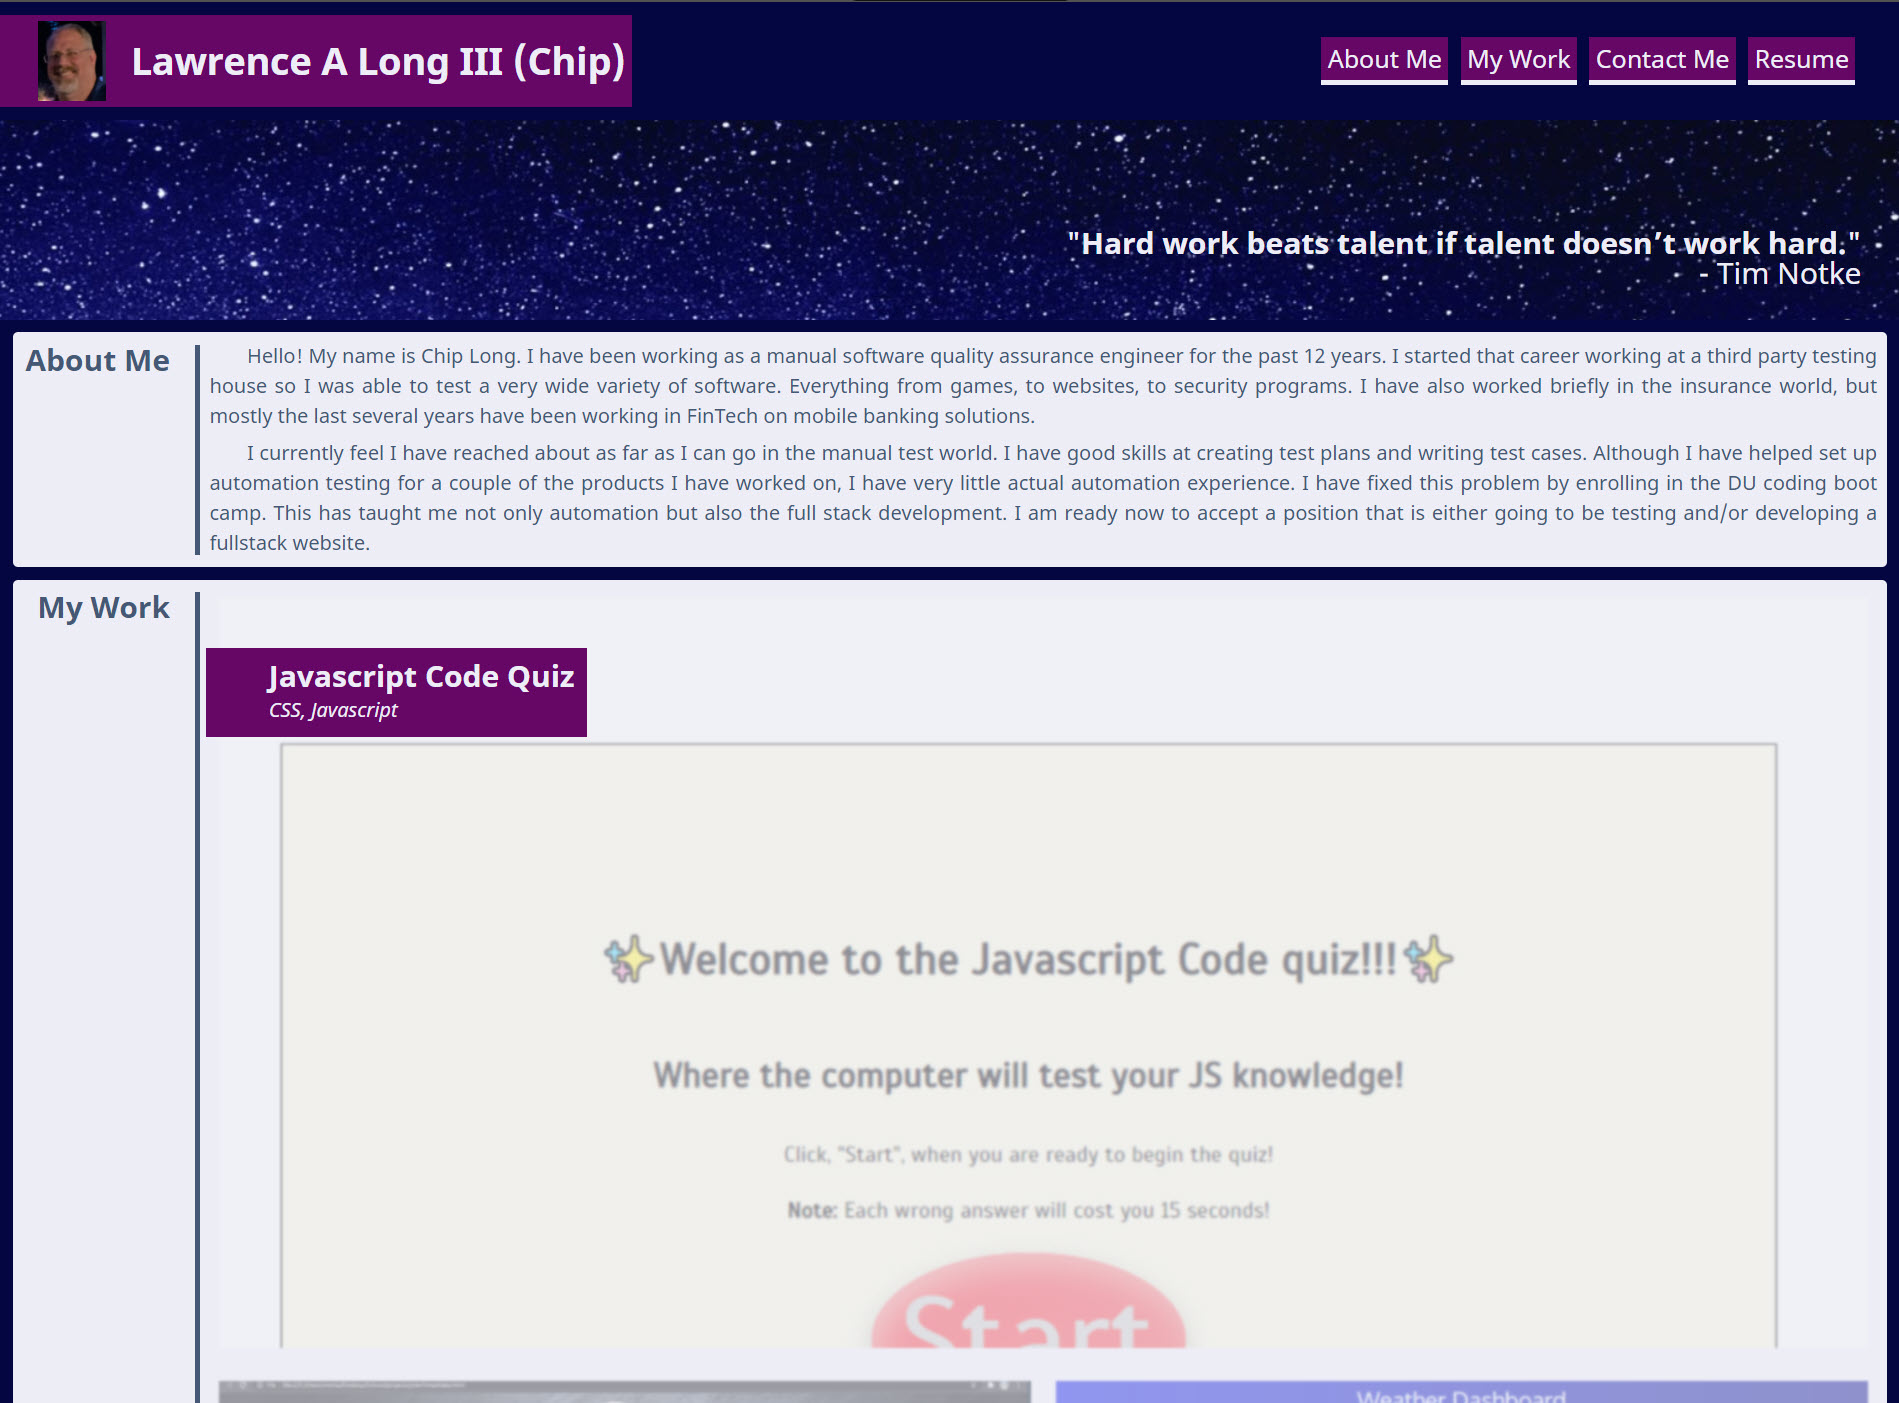 Lawrence A Long III (Chip)
About Me
My Work
Contact Me
Resume
"Hard work beats talent if talent doesn’t work hard."
- Tim Notke
About Me
Hello! My name is Chip Long. I have been working as a manual software quality assurance engineer for the past 12 years. I started that career working at a third party testing
house so I was able to test a very wide variety of software. Everything from games, to websites, to security programs. I have also worked briefly in the insurance world, but
mostly the last several years have been working in FinTech on mobile banking solutions.
I currently feel I have reached about as far as I can go in the manual test world. I have good skills at creating test plans and writing test cases. Although I have helped set up
automation testing for a couple of the products I have worked on, I have very little actual automation experience. I have fixed this problem by enrolling in the DU coding boot
camp. This has taught me not only automation but also the full stack development. I am ready now to accept a position that is either going to be testing and/or developing a
fullstack website.
My Work
Javascript Code Quiz
CSS, Javascript
✨Welcome to the Javascript Code quiz!!!✨
Where the computer will test your JS knowledge!
Click, "Start", when you are ready to begin the quiz!
Note: Each wrong answer will cost you 15 seconds!
Start
Weather Dashboard